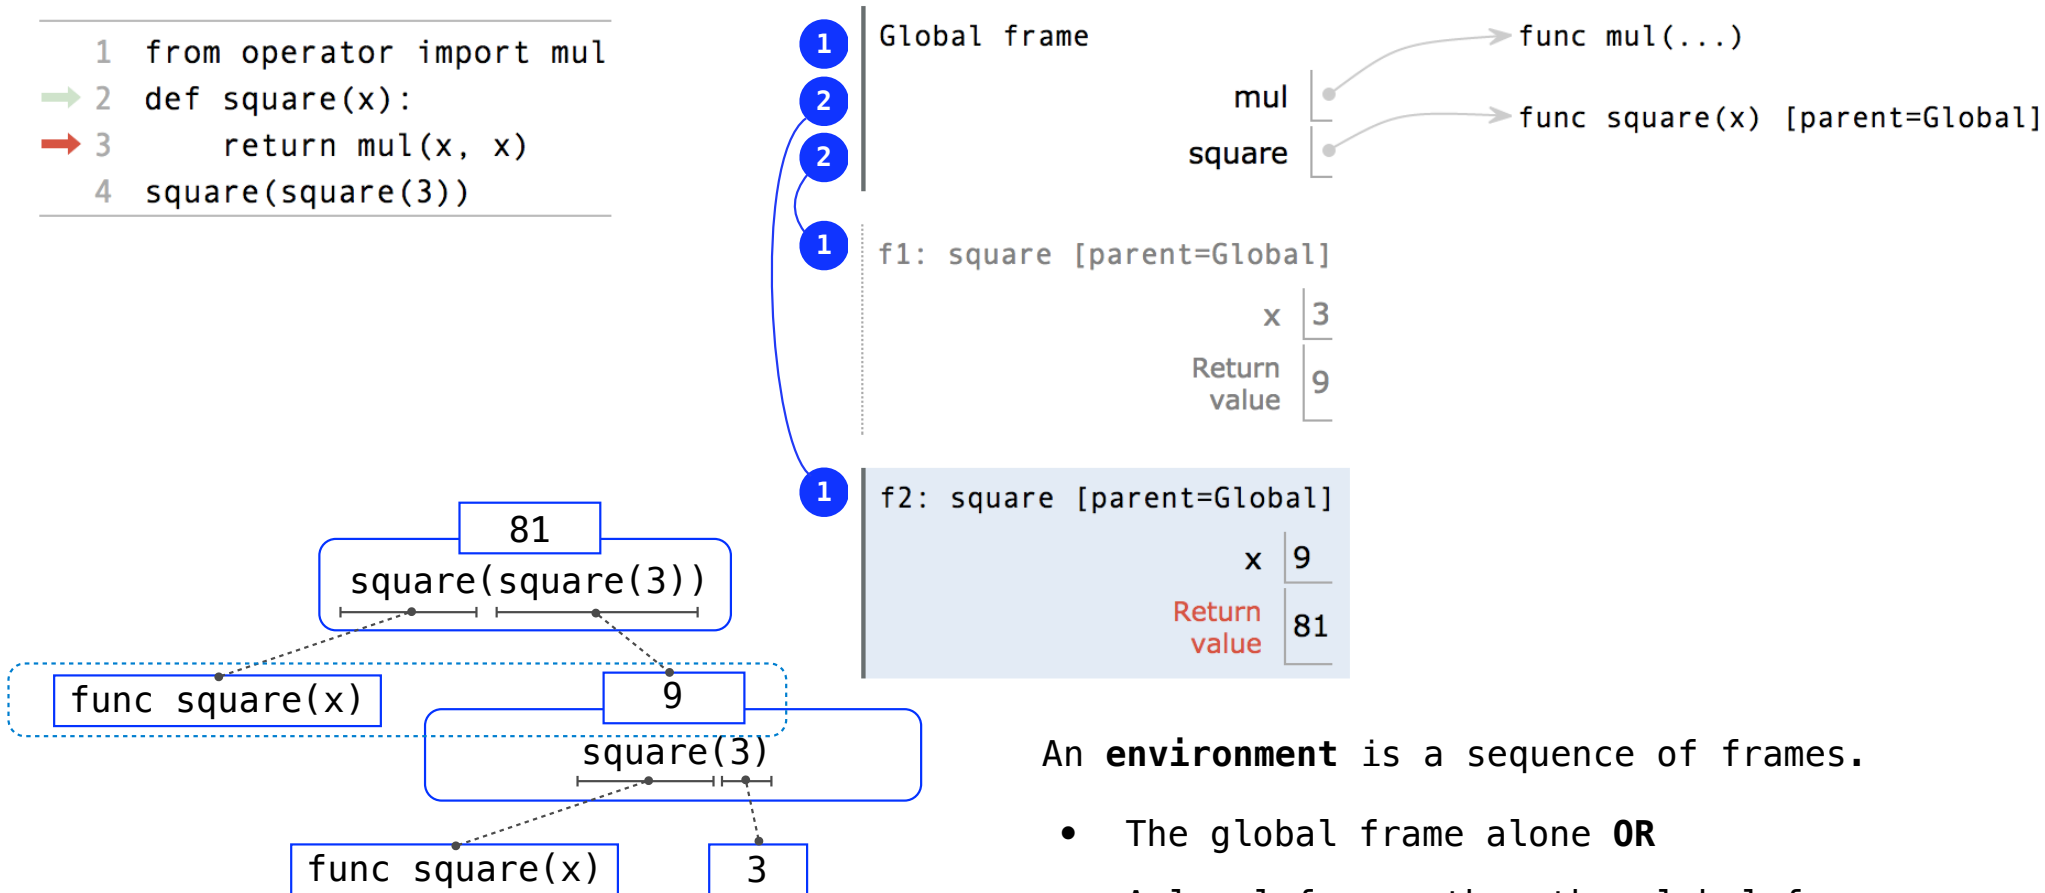 1 from operator import mul
2 def square(x):
3 return mul(x, x)
4 square(square(3))
1 Global frame
2 mul
2 square
func mul(...)
func square(x) [parent=Global]
1 f1: square [parent=Global]
x 3
Return
value 9
1 f2: square [parent=Global]
x 9
Return
value 81
81
square(square(3))
func square(x)
9
square(3)
func square(x)
3
An environment is a sequence of frames.
• The global frame alone OR